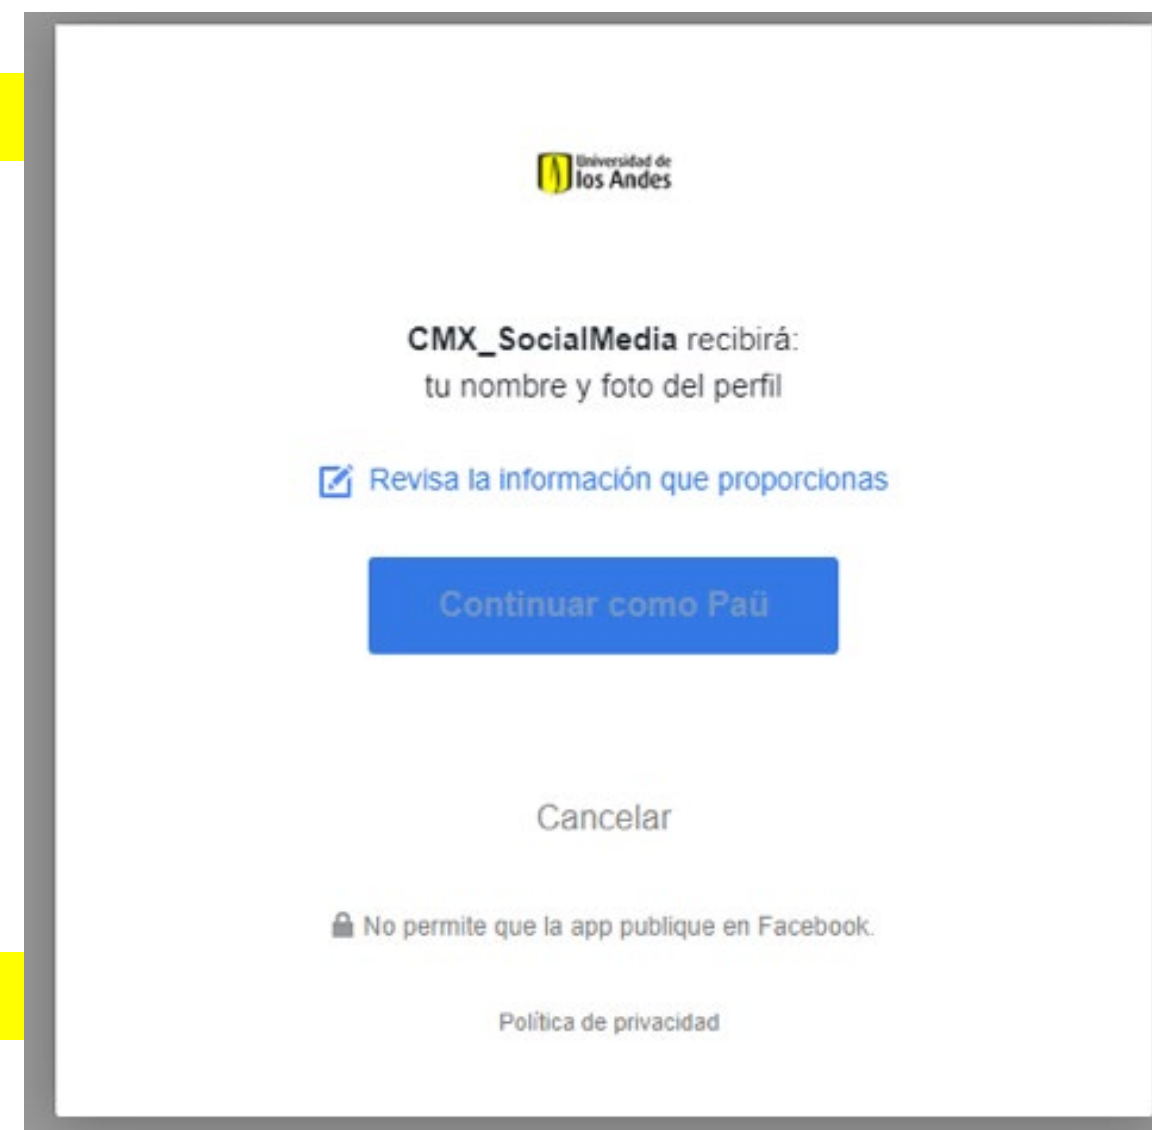 Universidad de
los Andes
CMX_SocialMedia recibirá:
tu nombre y foto del perfil
Revisa la información que proporcionas
Continuar como Paü
Cancelar
No permite que la app publique en Facebook.
Política de privacidad